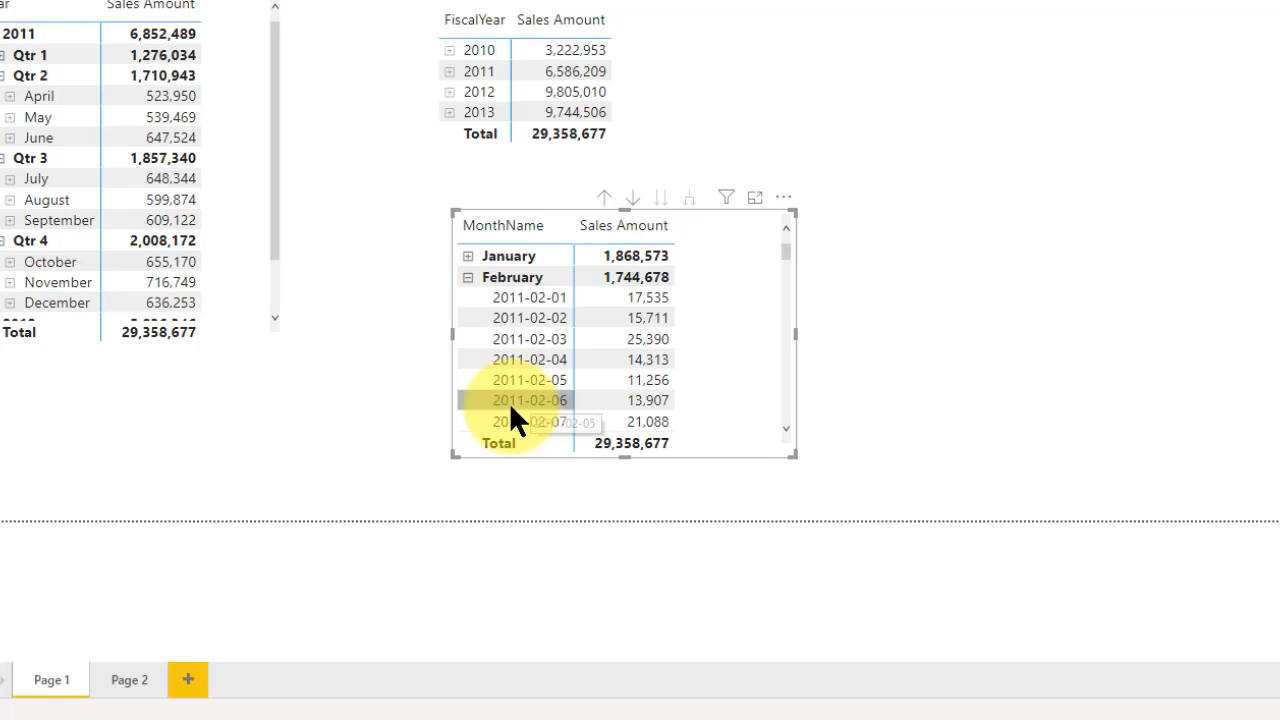 ar Sales Amount
2011 6,852,489
Qtr 1 1,276,034
Qtr 2 1,710,943
April 523,950
May 539,469
June 647,524
Qtr 3 1,857,340
July 648,344
August 599,874
September 609,122
Qtr 4 2,008,172
October 655,170
November 716,749
December 636,253
Total 29,358,677
FiscalYear Sales Amount
2010 3,222,953
2011 6,586,209
2012 9,805,010
2013 9,744,506
Total 29,358,677
MonthName Sales Amount
January 1,868,573
February 1,744,678
2011-02-01 17,535
2011-02-02 15,711
2011-02-03 25,390
2011-02-04 14,313
2011-02-05 11,256
2011-02-06 13,907
21,088
Total 29,358,677
Page 1 Page 2 +